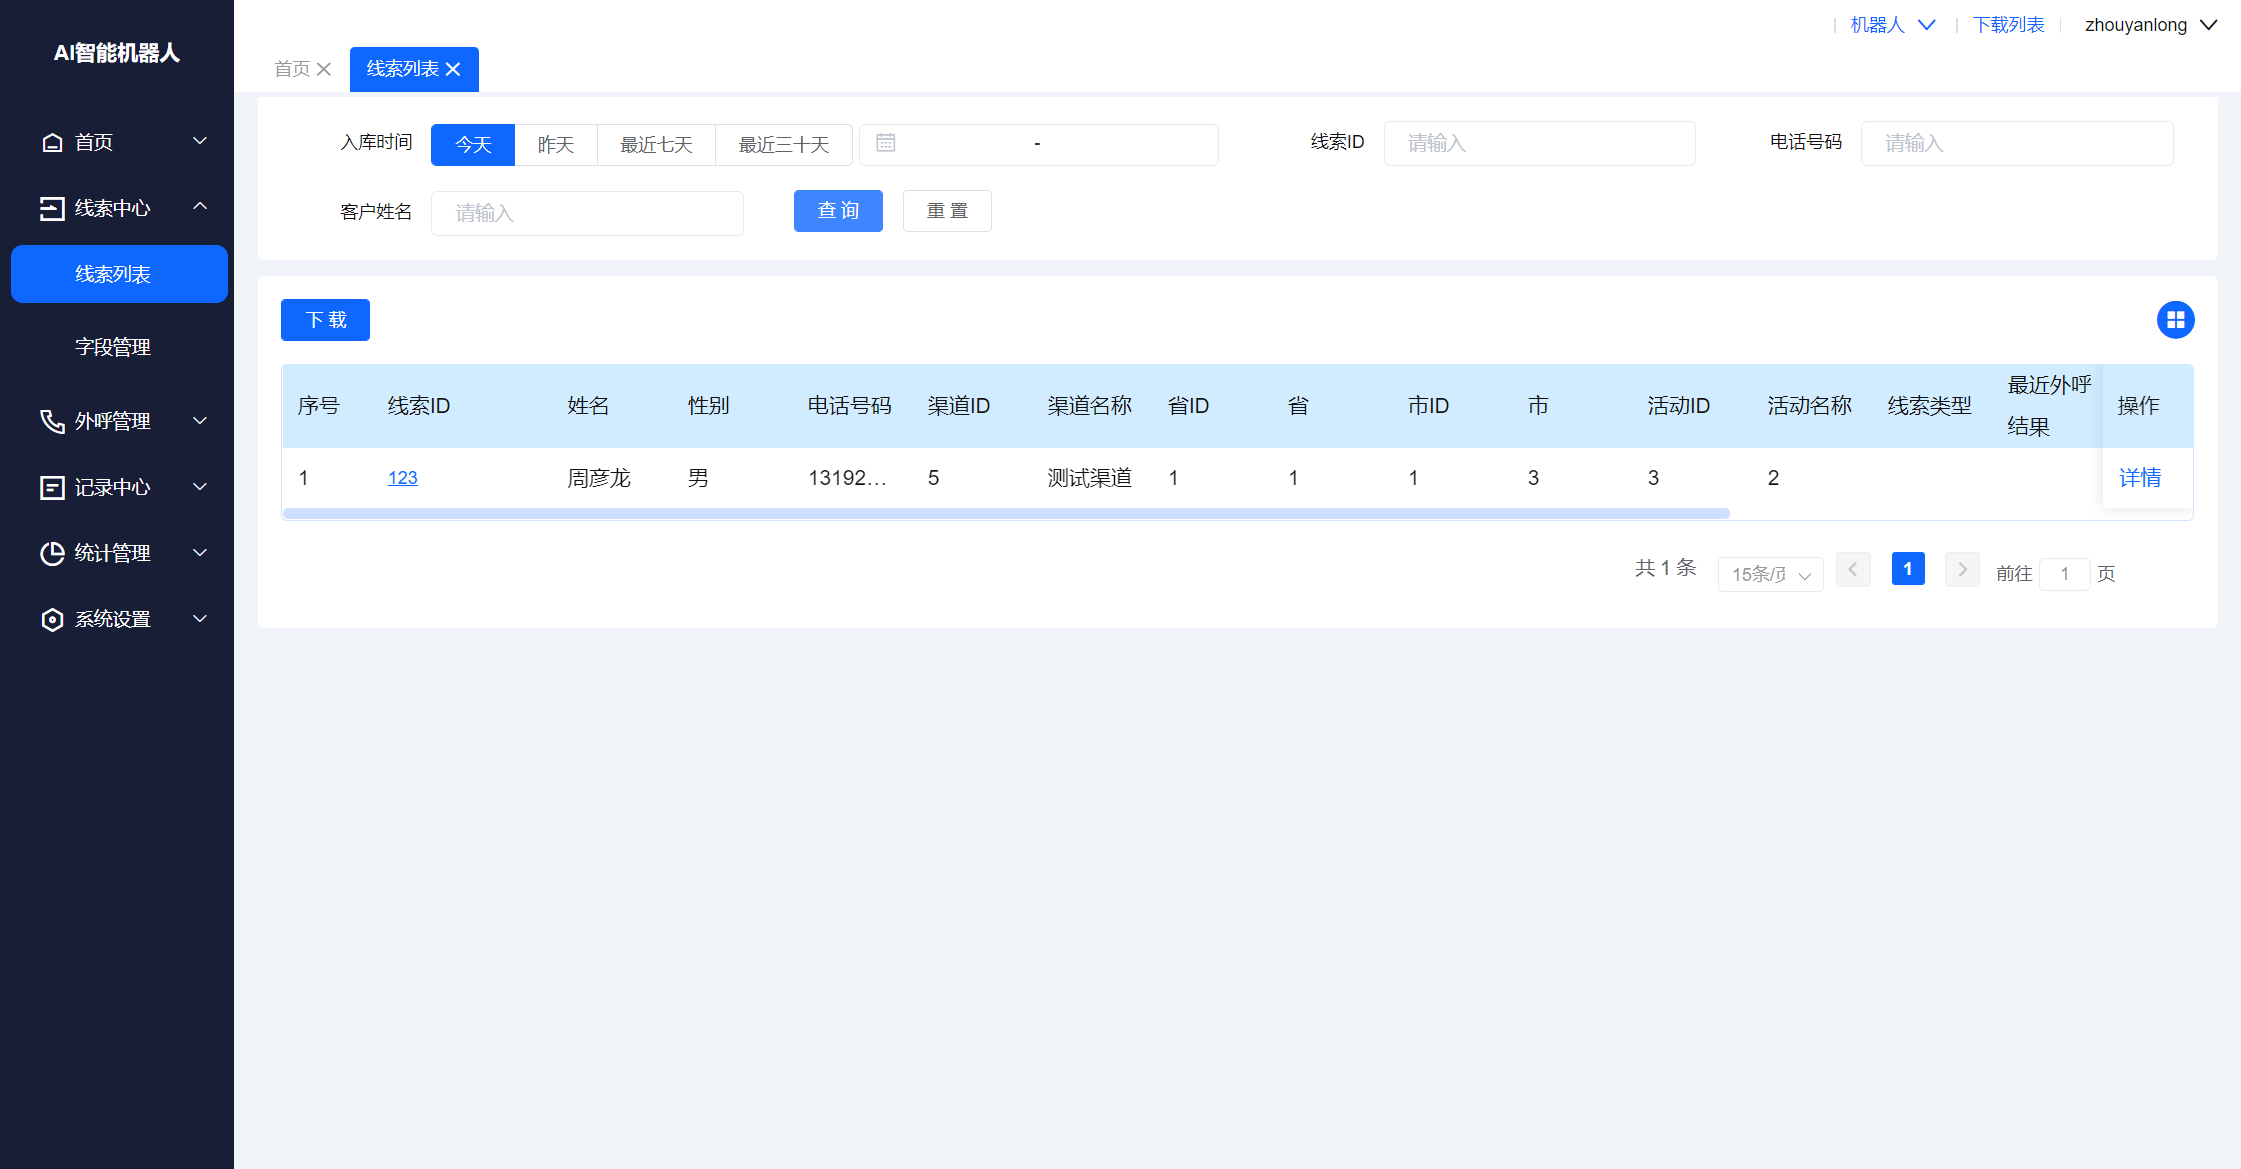 AI智能机器人
首页
线索中心
线索列表
字段管理
外呼管理
记录中心
统计管理
系统设置
机器人 下载列表 zhouyanlong
首页 线索列表
入库时间 今天 昨天 最近七天 最近三十天 - 线索ID 请输入 电话号码 请输入
客户姓名 请输入 查询 重置
下载
序号 线索ID 姓名 性别 电话号码 渠道ID 渠道名称 省ID 省 市ID 市 活动ID 活动名称 线索类型 最近外呼结果 操作
1 123 周彦龙 男 13192... 5 测试渠道 1 1 1 3 3 2 详情
共 1 条 15条/页 1 前往 1 页